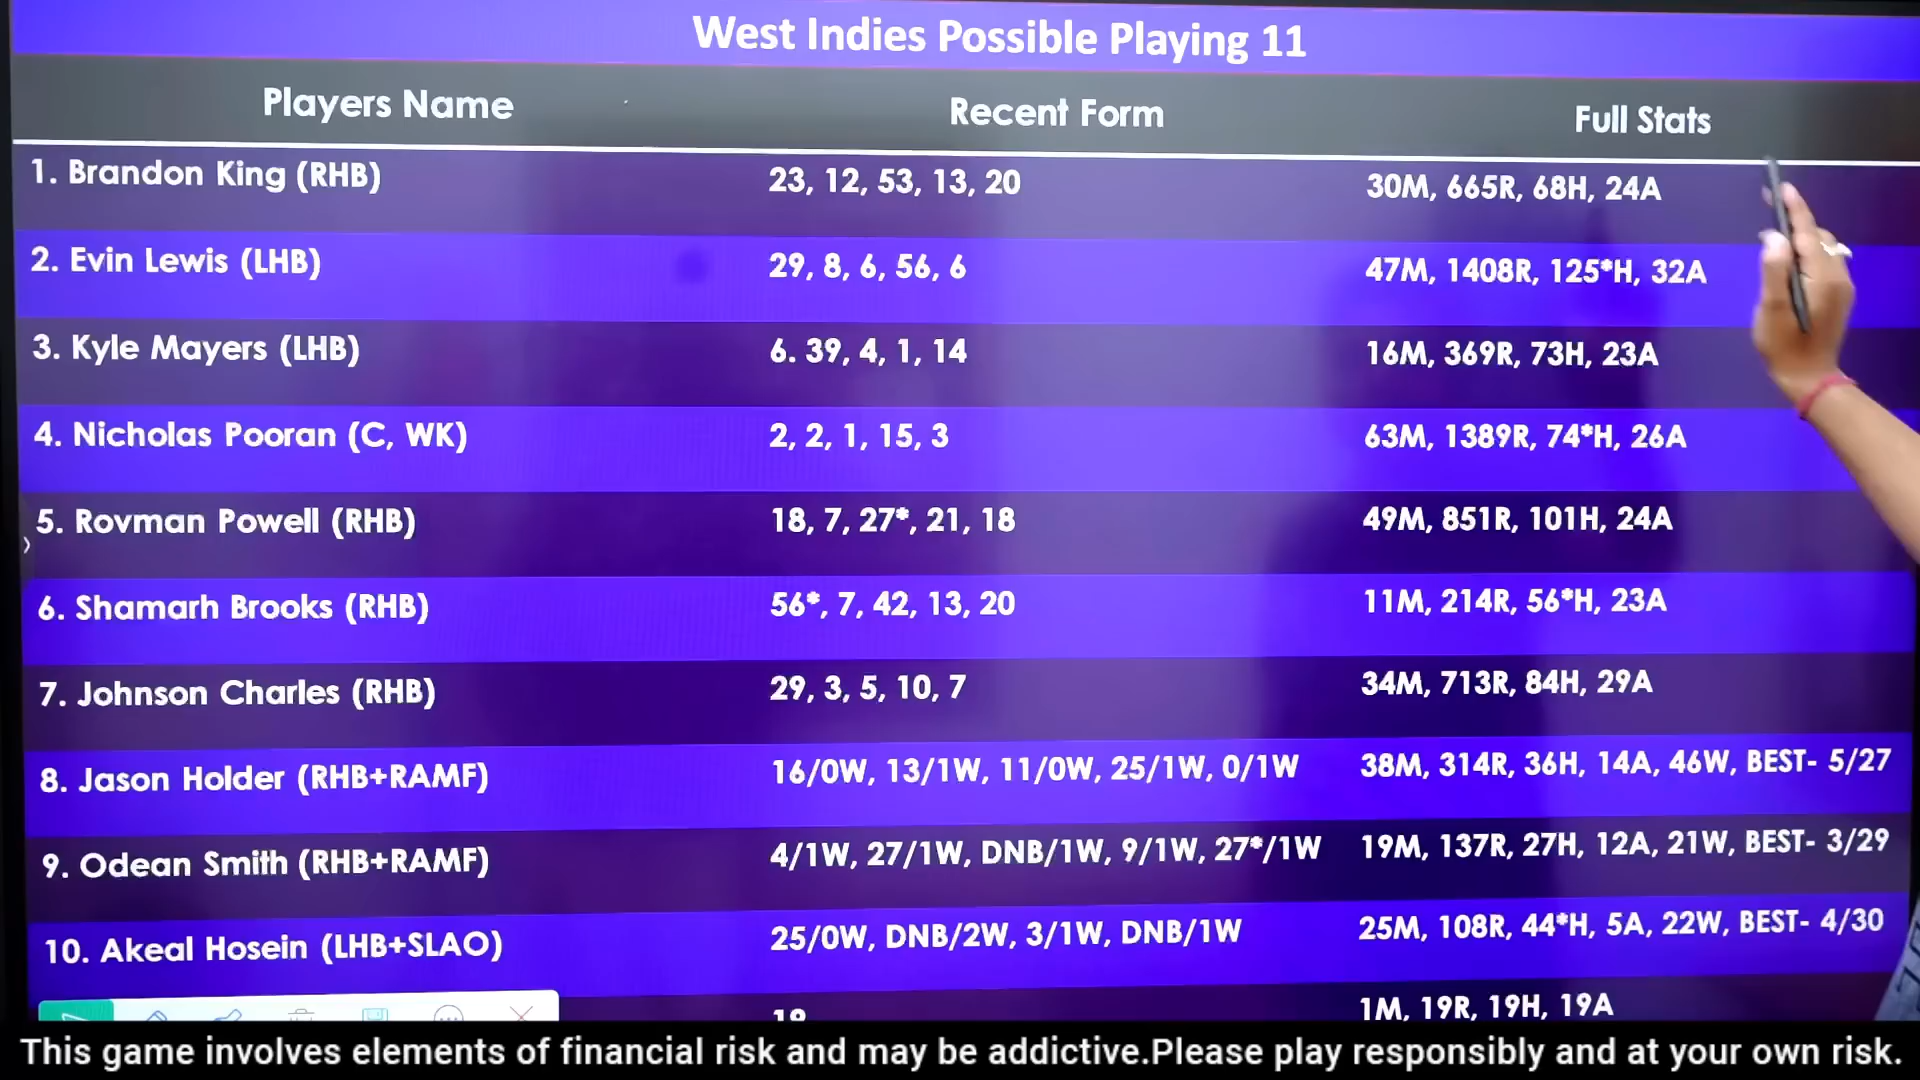 West Indies Possible Playing 11
Players Name Recent Form Full Stats
1. Brandon King (RHB) 23, 12, 53, 13, 20 30M, 665R, 68H, 24A
2. Evin Lewis (LHB) 29, 8, 6, 56, 6 47M, 1408R, 125*H, 32A
3. Kyle Mayers (LHB) 6. 39, 4, 1, 14 16M, 369R, 73H, 23A
4. Nicholas Pooran (C, WK) 2, 2, 1, 15, 3 63M, 1389R, 74*H, 26A
5. Rovman Powell (RHB) 18, 7, 27*, 21, 18 49M, 851R, 101H, 24A
6. Shamarh Brooks (RHB) 56*, 7, 42, 13, 20 11M, 214R, 56*H, 23A
7. Johnson Charles (RHB) 29, 3, 5, 10, 7 34M, 713R, 84H, 29A
8. Jason Holder (RHB+RAMF) 16/0W, 13/1W, 11/0W, 25/1W, 0/1W 38M, 314R, 36H, 14A, 46W, BEST- 5/27
9. Odean Smith (RHB+RAMF) 4/1W, 27/1W, DNB/1W, 9/1W, 27*/1W 19M, 137R, 27H, 12A, 21W, BEST- 3/29
10. Akeal Hosein (LHB+SLAO) 25/0W, DNB/2W, 3/1W, DNB/1W 25M, 108R, 44*H, 5A, 22W, BEST- 4/30
1M, 19R, 19H, 19A
This game involves elements of financial risk and may be addictive.Please play responsibly and at your own risk.